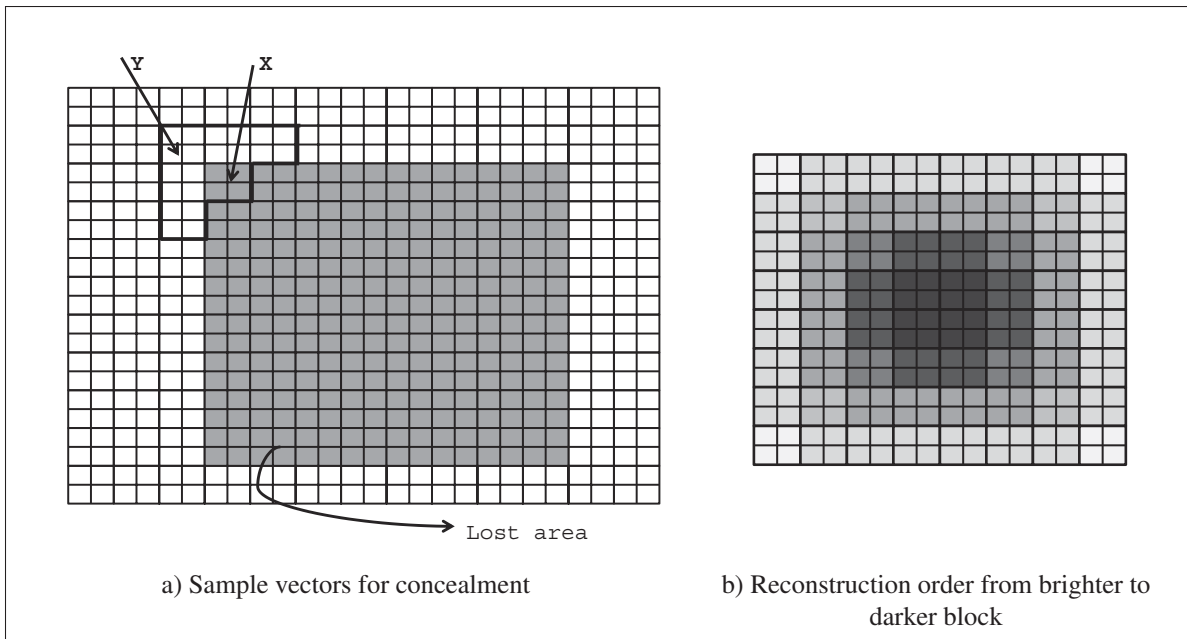 Y X
Lost area
a) Sample vectors for concealment
b) Reconstruction order from brighter to
darker block